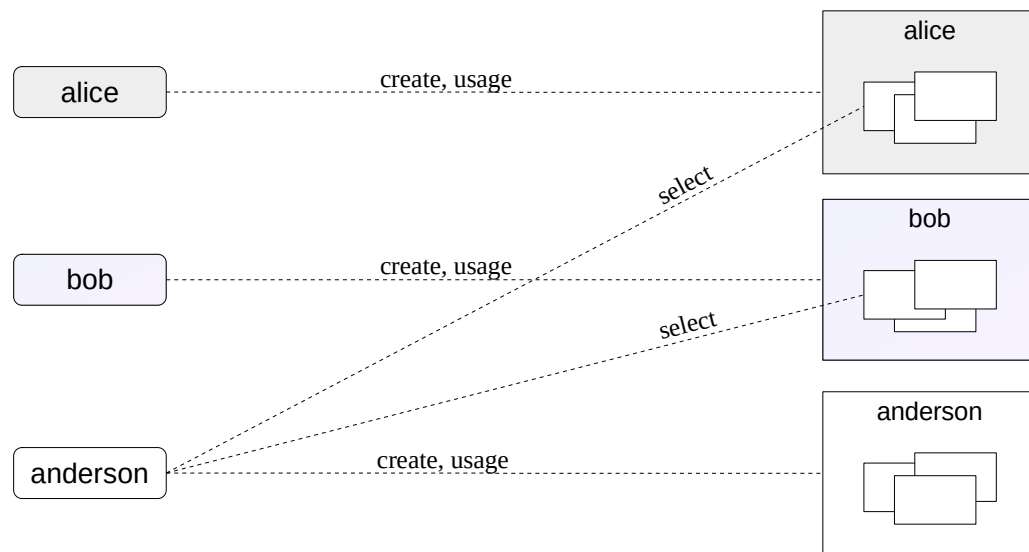 alice
alice
create, usage
select
bob
bob
create, usage
select
anderson
anderson
create, usage